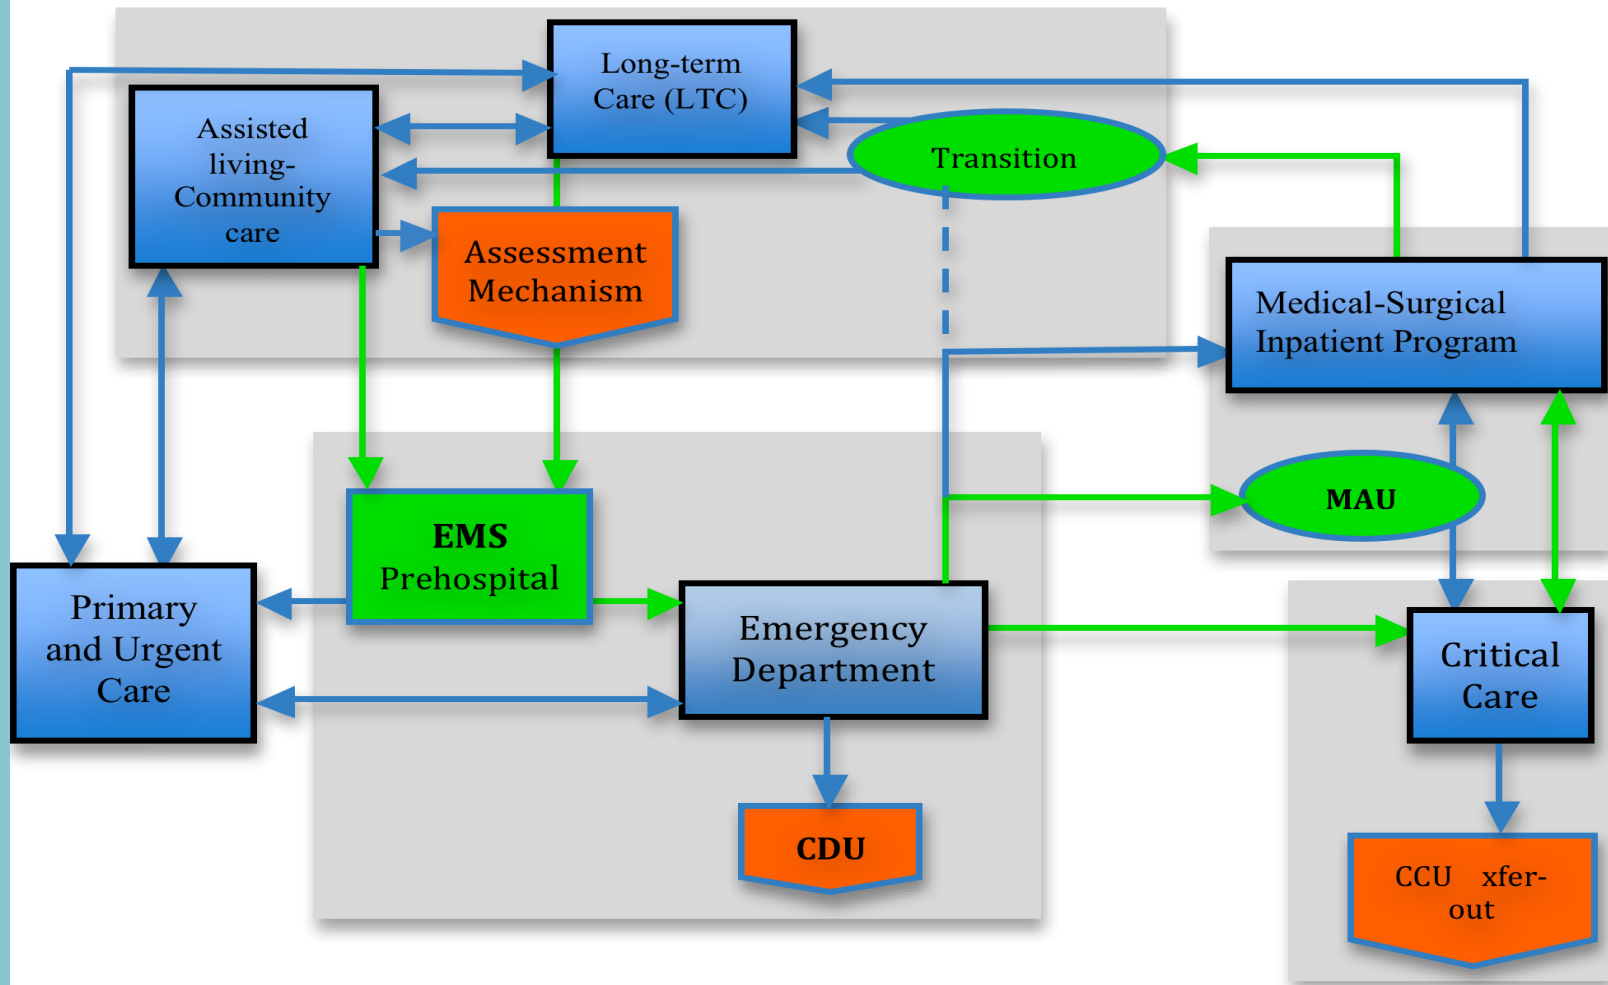 Long-term
Care (LTC)
Assisted
living-
Community
care
Transition
Assessment
Mechanism
Medical-Surgical
Inpatient Program
MAU
EMS
Prehospital
Primary
and Urgent
Care
Emergency
Department
Critical
Care
CDU
CCU xfer-
out